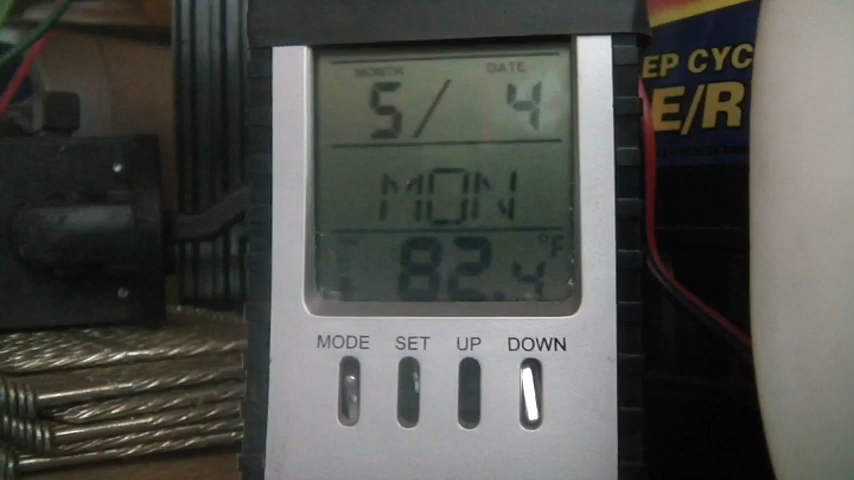 MONTH DATE
5/ 4
MON
82.4 °F
MODE SET UP DOWN
EP CYC
E/R